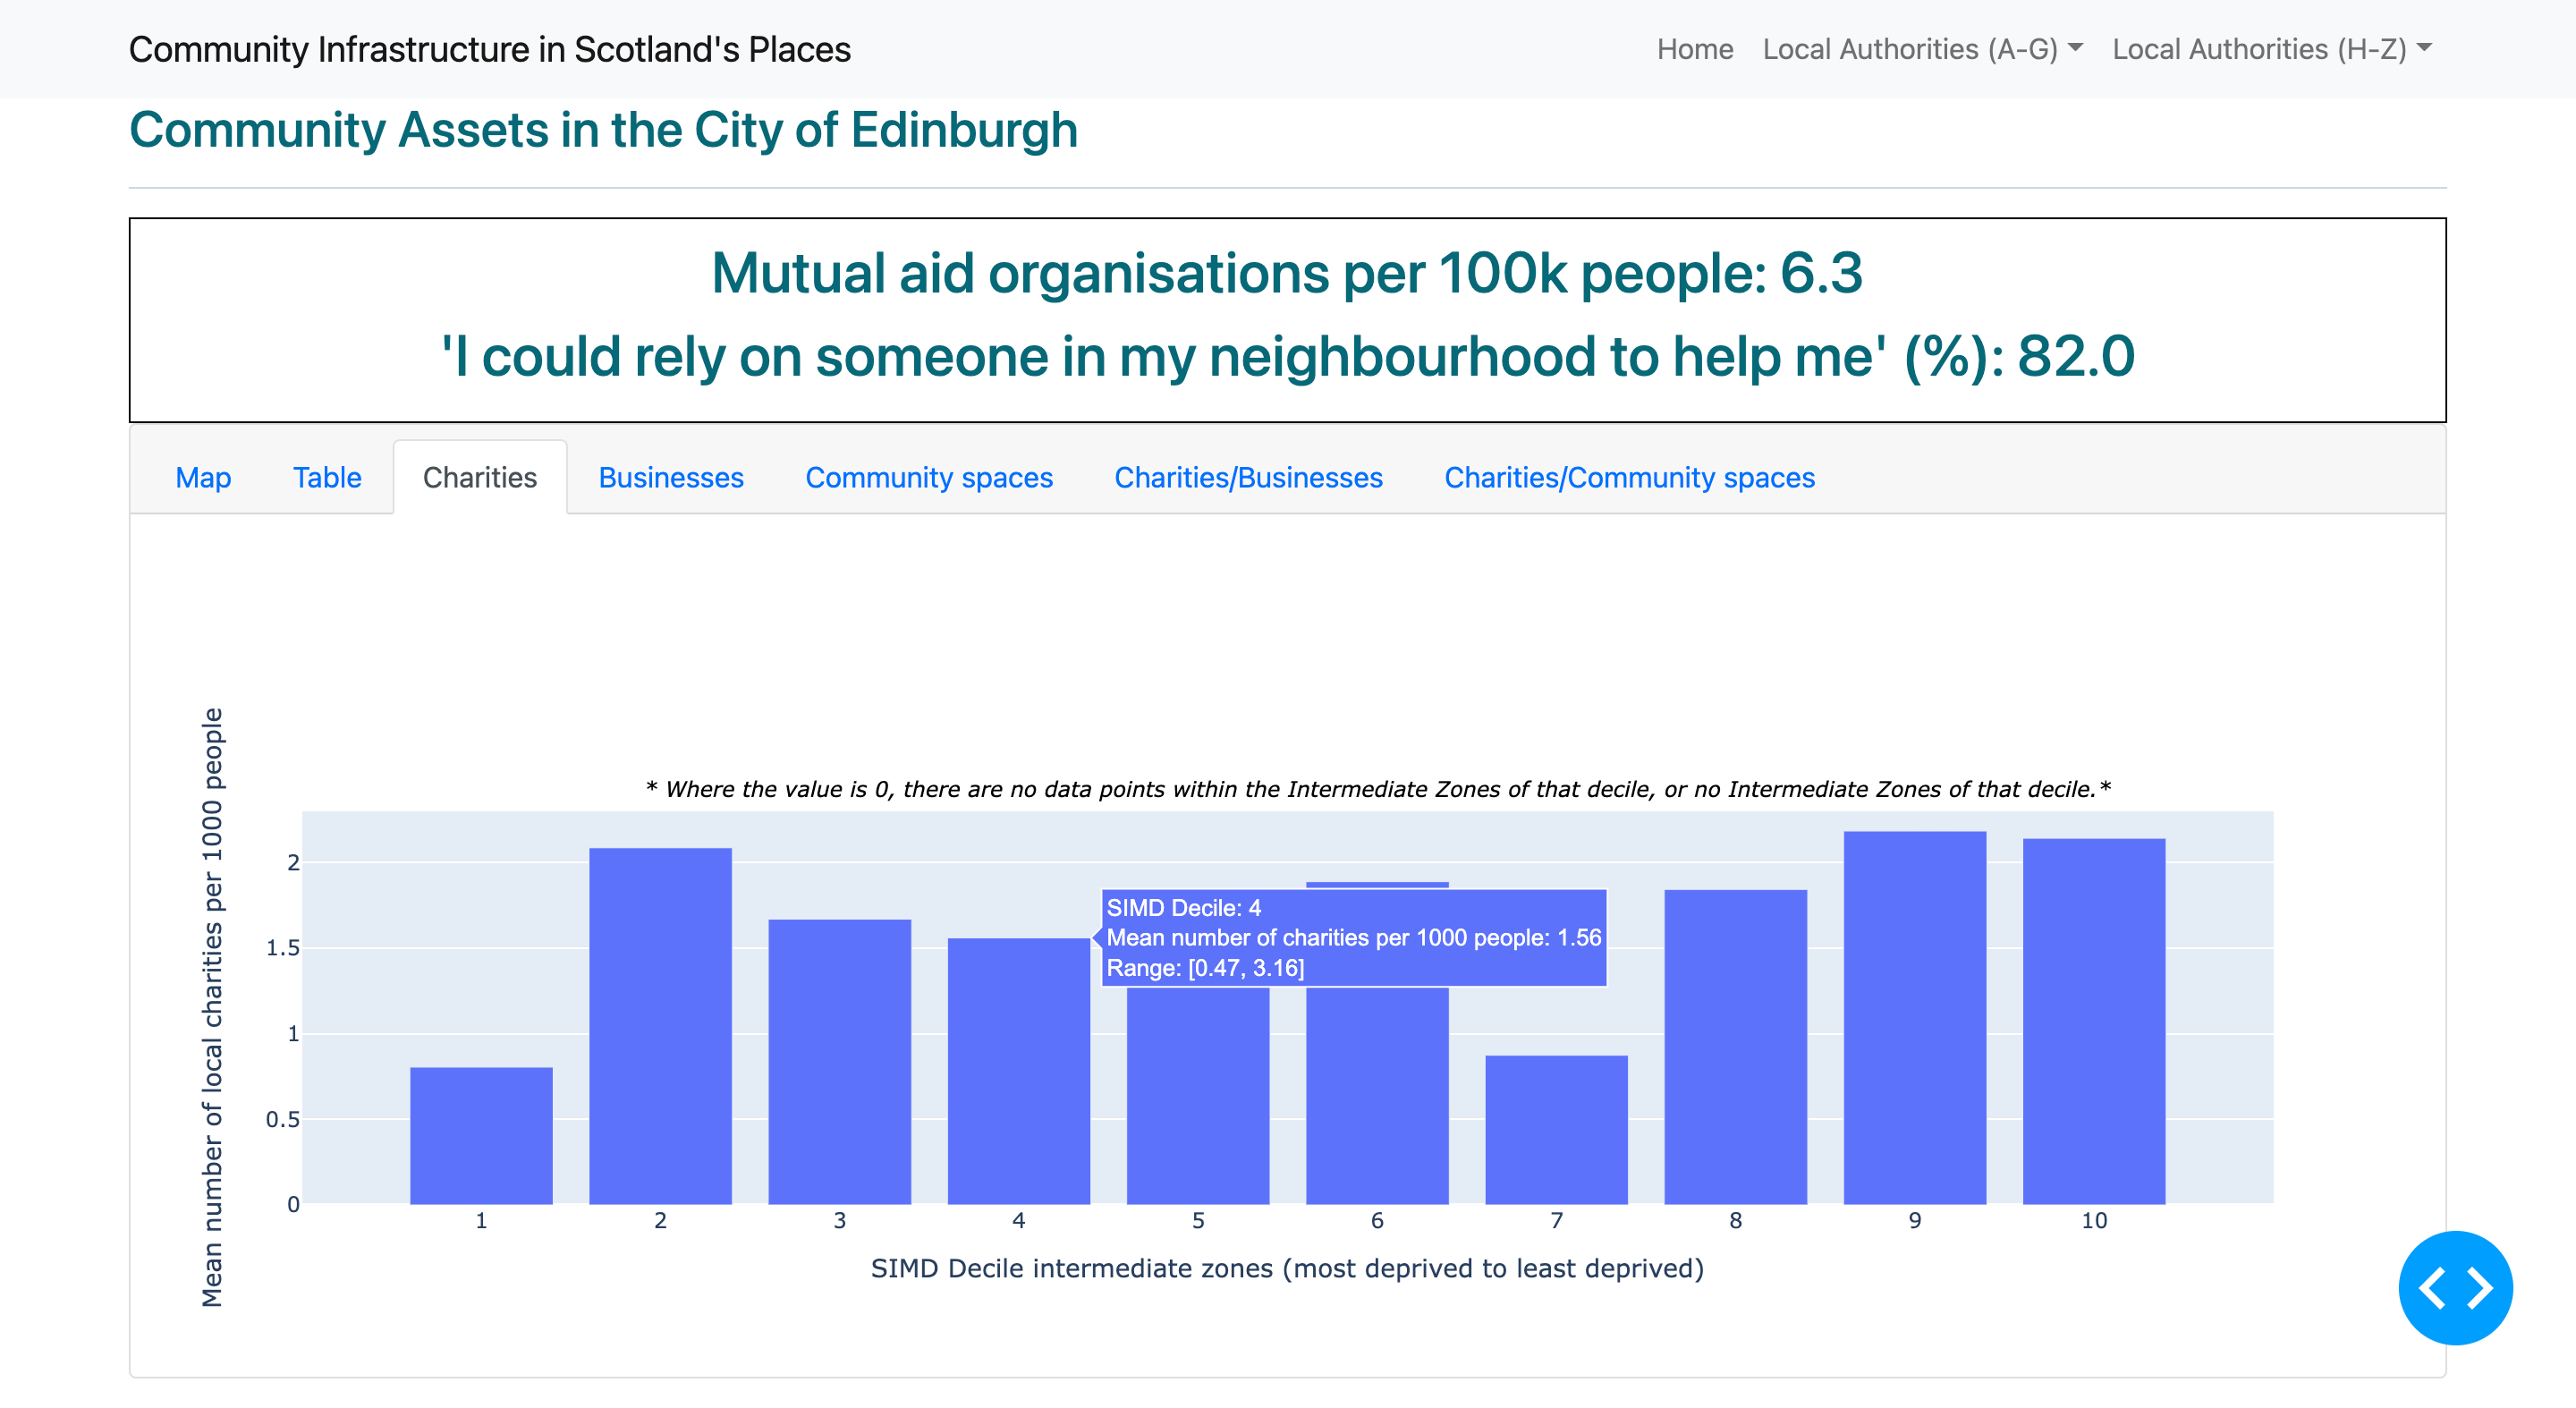 Community Infrastructure in Scotland's Places
Home Local Authorities (A-G) Local Authorities (H-Z)
Community Assets in the City of Edinburgh
Mutual aid organisations per 100k people: 6.3
'I could rely on someone in my neighbourhood to help me' (%): 82.0
Map Table Charities Businesses Community spaces Charities/Businesses Charities/Community spaces
* Where the value is 0, there are no data points within the Intermediate Zones of that decile, or no Intermediate Zones of that decile.*
Mean number of local charities per 1000 people
2
1.5
1
0.5
0
SIMD Decile: 4
Mean number of charities per 1000 people: 1.56
Range: [0.47, 3.16]
1 2 3 4 5 6 7 8 9 10
SIMD Decile intermediate zones (most deprived to least deprived)